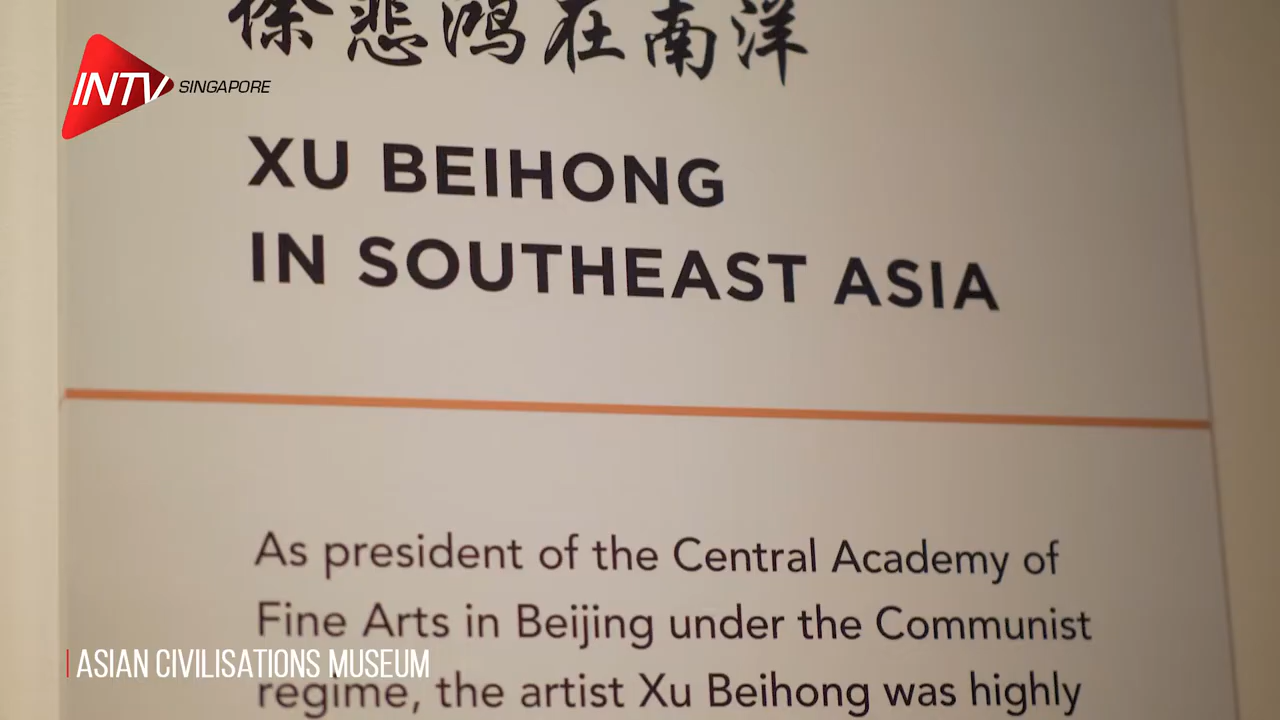 徐悲鸿在南洋
INTV SINGAPORE
XU BEIHONG
IN SOUTHEAST ASIA
As president of the Central Academy of
Fine Arts in Beijing under the Communist
ASIAN CIVILISATIONS MUSEUM
regime, the artist Xu Beihong was highly